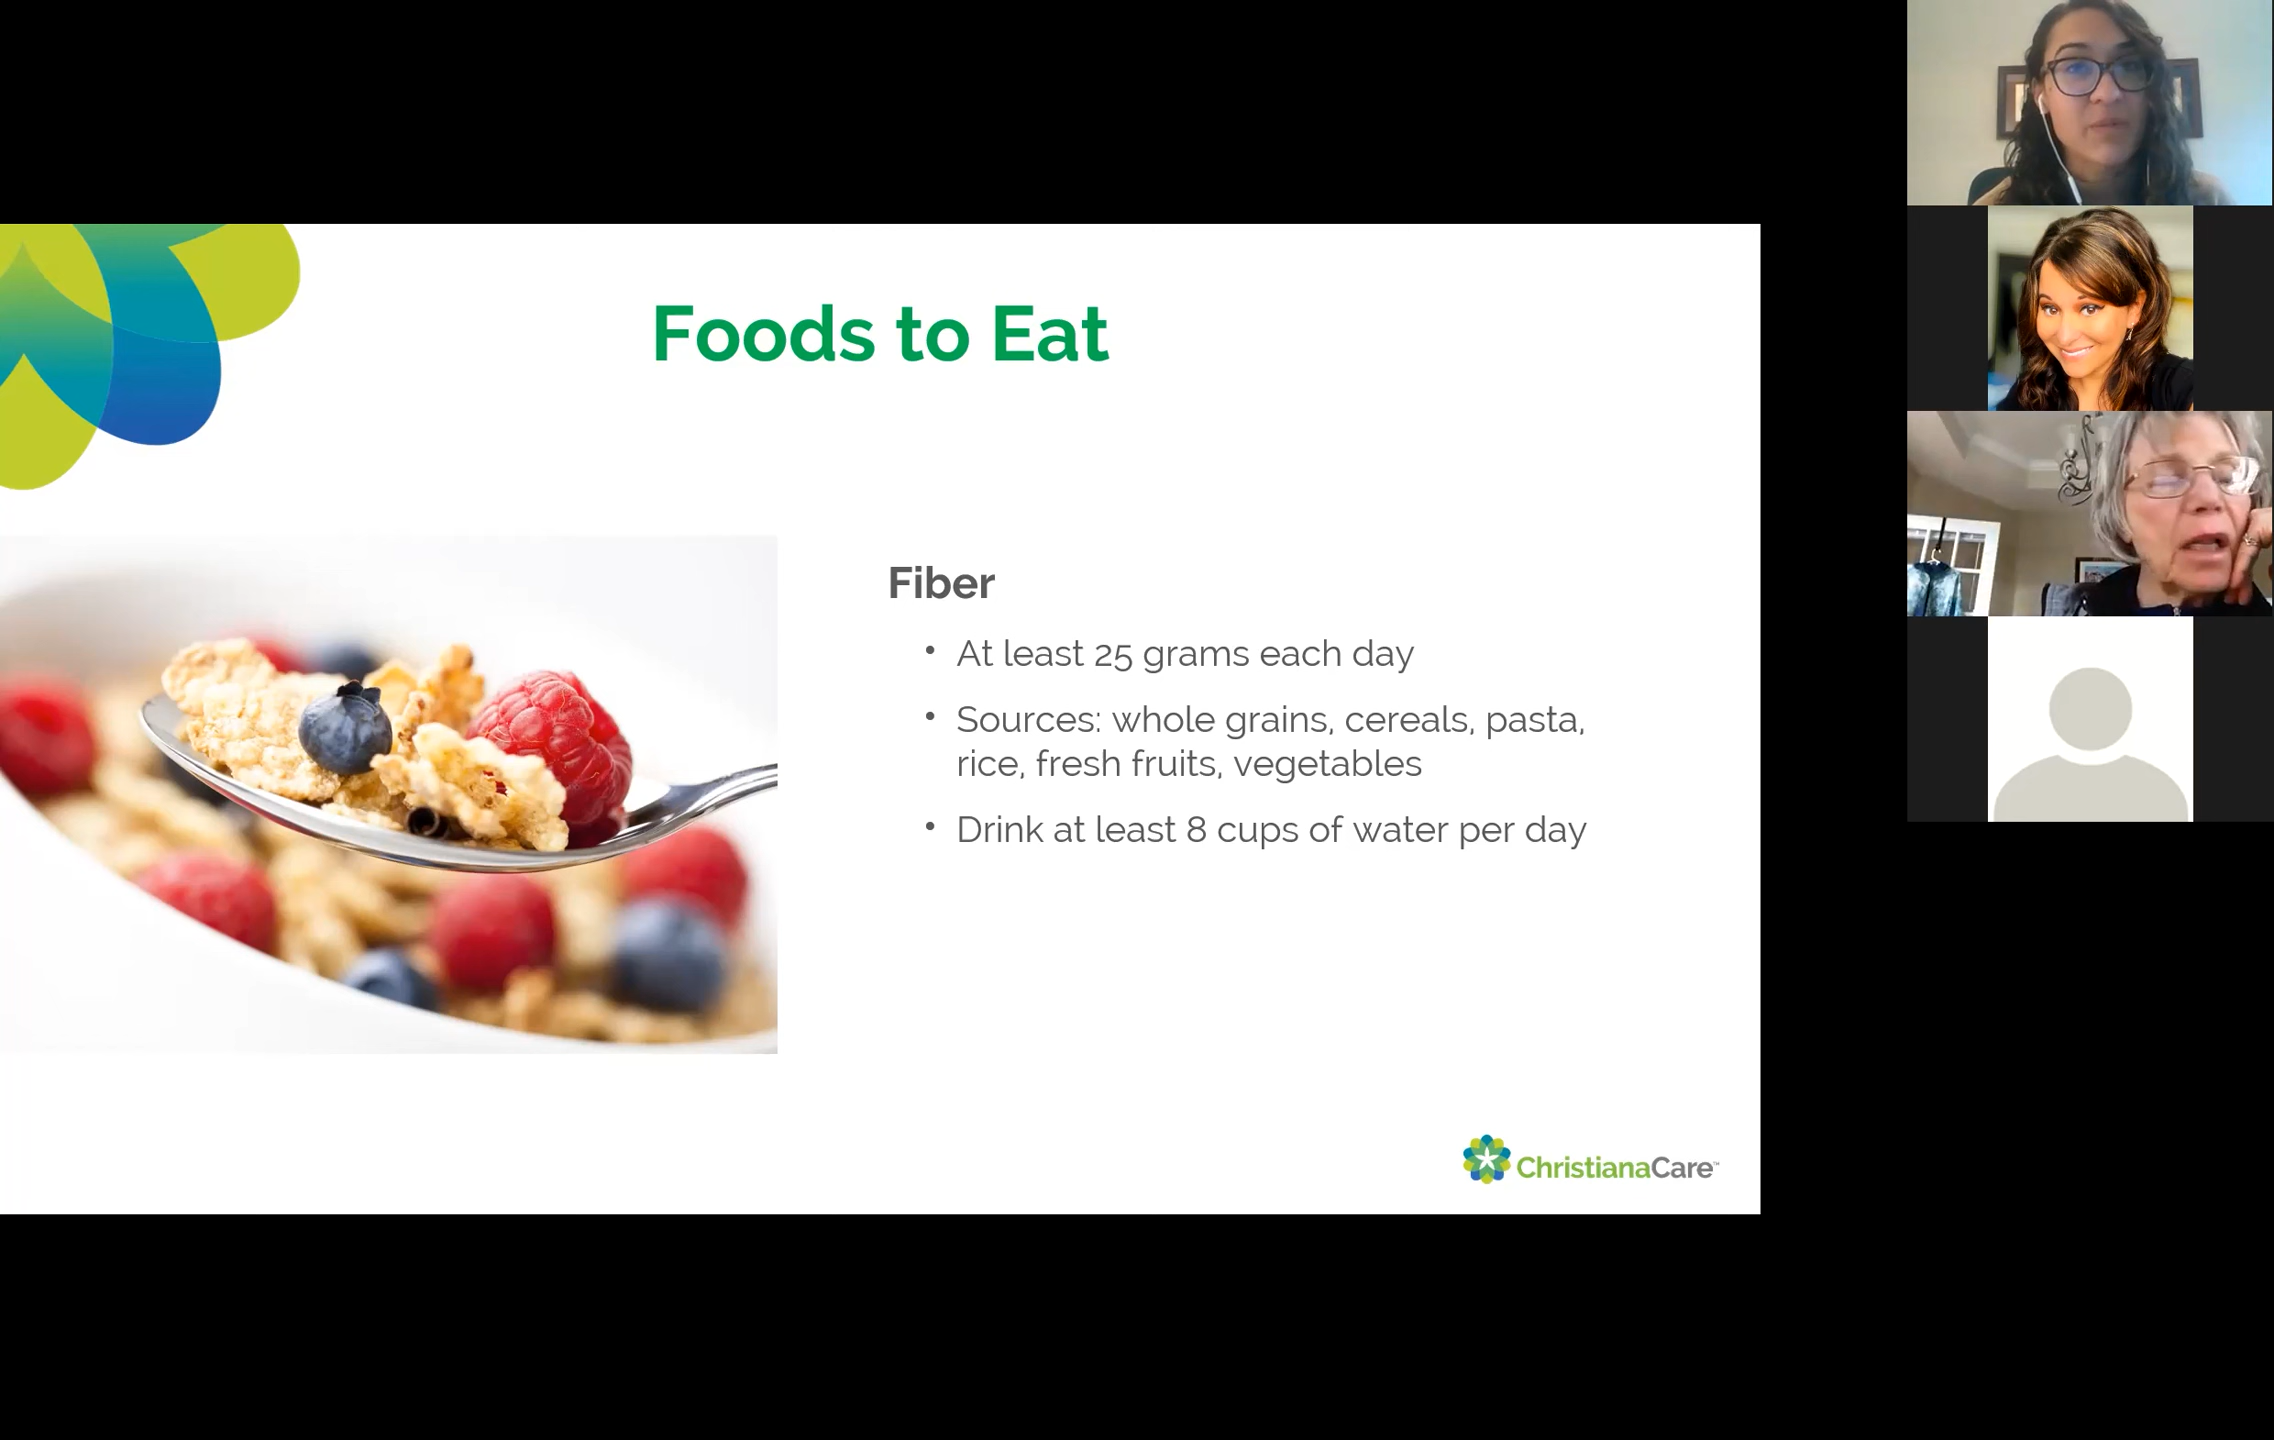 Foods to Eat
Fiber
• At least 25 grams each day
• Sources: whole grains, cereals, pasta,
rice, fresh fruits, vegetables
• Drink at least 8 cups of water per day
ChristianaCare™